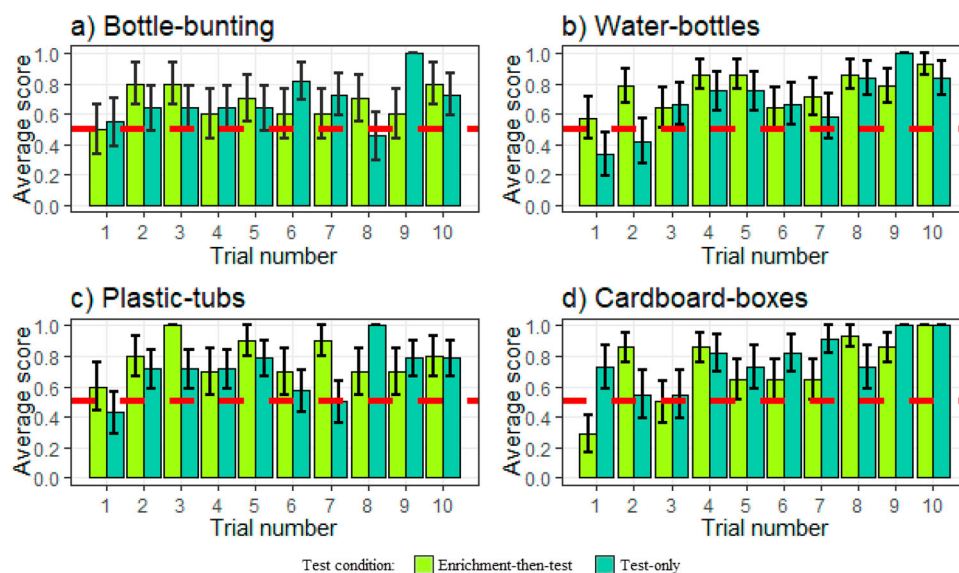 a) Bottle-bunting
b) Water-bottles
Average score
1.0
0.8
0.6
0.4
0.2
0.0
1 2 3 4 5 6 7 8 9 10
Trial number
Average score
1.0
0.8
0.6
0.4
0.2
0.0
1 2 3 4 5 6 7 8 9 10
Trial number
c) Plastic-tubs
d) Cardboard-boxes
Average score
1.0
0.8
0.6
0.4
0.2
0.0
1 2 3 4 5 6 7 8 9 10
Trial number
Average score
1.0
0.8
0.6
0.4
0.2
0.0
1 2 3 4 5 6 7 8 9 10
Trial number
Test condition: Enrichment-then-test Test-only